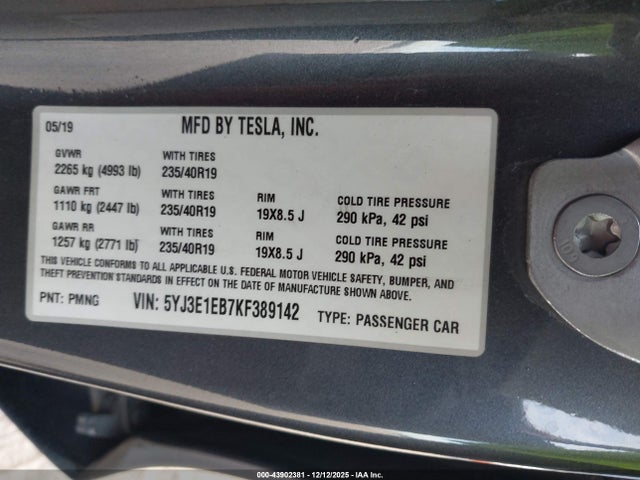 05/19 MFD BY TESLA, INC.
GVWR WITH TIRES
2265 kg (4993 lb) 235/40R19
GAWR FRT WITH TIRES RIM COLD TIRE PRESSURE
1110 kg (2447 lb) 235/40R19 19X8.5 J 290 kPa, 42 psi
GAWR RR WITH TIRES RIM COLD TIRE PRESSURE
1257 kg (2771 lb) 235/40R19 19X8.5 J 290 kPa, 42 psi
THIS VEHICLE CONFORMS TO ALL APPLICABLE U.S. FEDERAL MOTOR VEHICLE SAFETY, BUMPER, AND
THEFT PREVENTION STANDARDS IN EFFECT ON THE DATE OF MANUFACTURE SHOWN ABOVE.
PNT: PMNG VIN: 5YJ3E1EB7KF389142 TYPE: PASSENGER CAR
000-43902381 - 12/12/2025 - IAA Inc.